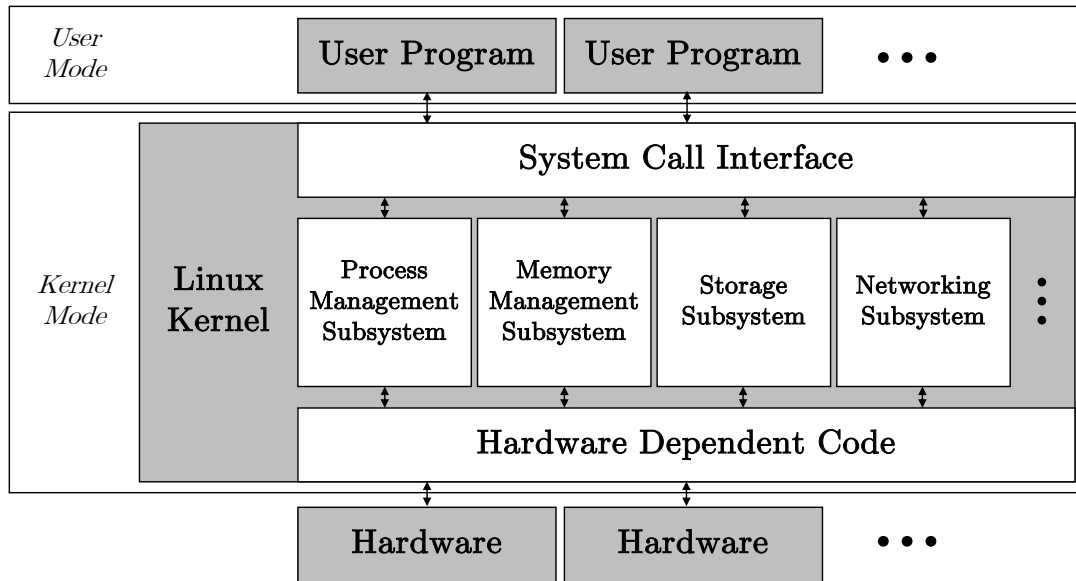 User
Mode
User Program
User Program
System Call Interface
Kernel
Mode
Linux
Kernel
Process
Management
Subsystem
Memory
Management
Subsystem
Storage
Subsystem
Networking
Subsystem
Hardware Dependent Code
Hardware
Hardware